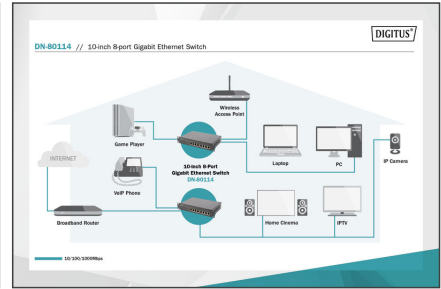 DIGITUS®
DN-80114 // 10-inch 8-port Gigabit Ethernet Switch
Wireless
Access Point
Game Player
INTERNET
10-inch 8-Port
Gigabit Ethernet Switch
DN-80114
Laptop
PC
IP Camera
VoIP Phone
Broadband Router
Home Cinema
IPTV
10/100/1000Mbps